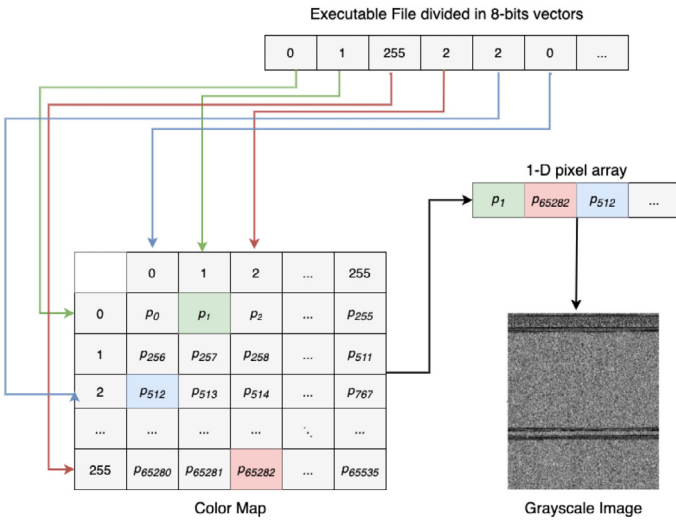 Executable File divided in 8-bits vectors
0 1 255 2 2 0 ...
1-D pixel array
p1 p65282 p512 ...
0 1 2 ... 255
0 p0 p1 p2 ... p255
1 p256 p257 p258 ... p511
2 p512 p513 p514 ... p767
... ... ... ... ⋱ ...
255 p65280 p65281 p65282 ... p65535
Color Map
Grayscale Image